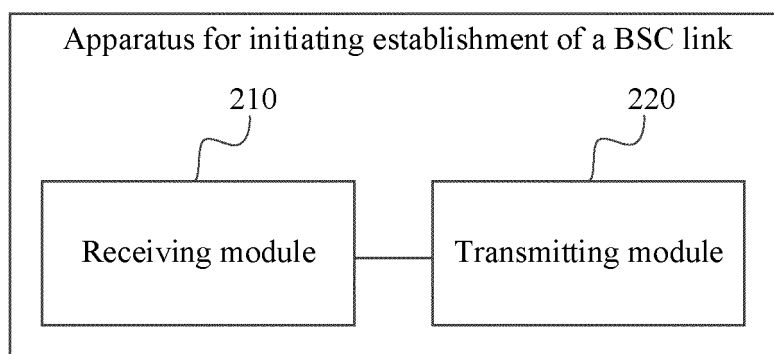 Apparatus for initiating establishment of a BSC link
210
220
Receiving module
Transmitting module